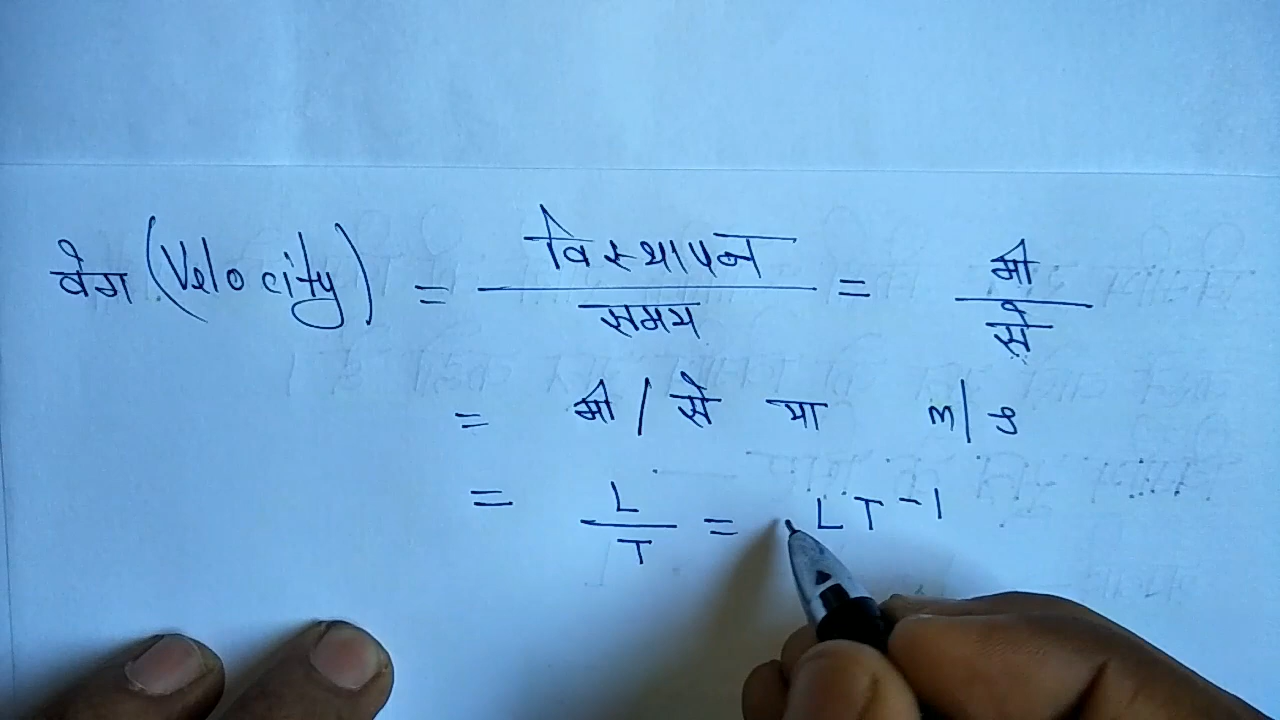 वेग (Velocity) = विस्थापन / समय = मी / से
= मी / से या m/s
= L / T = LT⁻¹